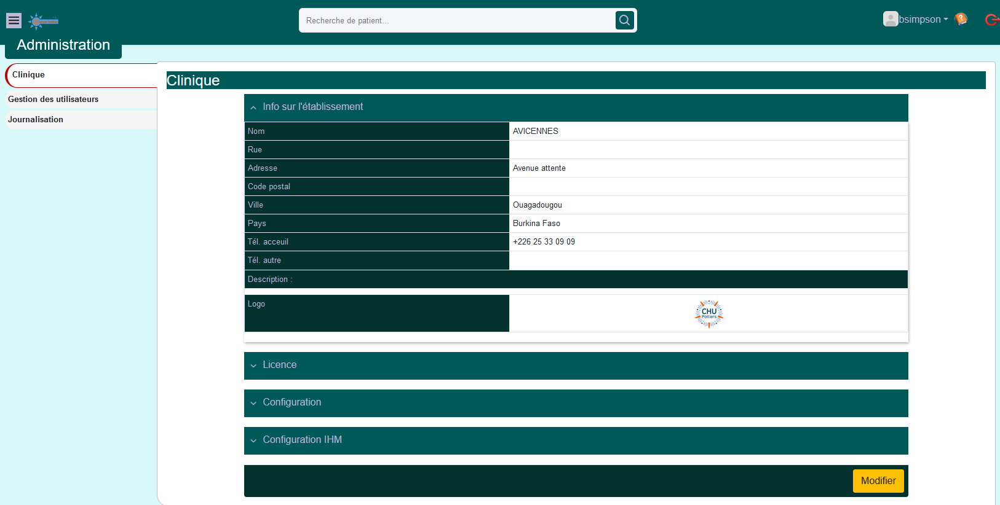 Recherche de patient...
bsimpson
Administration
Clinique
Gestion des utilisateurs
Journalisation
Clinique
Info sur l'établissement
Nom AVICENNES
Rue
Adresse Avenue attente
Code postal
Ville Ouagadougou
Pays Burkina Faso
Tél. acceuil +226 25 33 09 09
Tél. autre
Description :
Logo
CHU
Poitiers
Licence
Configuration
Configuration IHM
Modifier